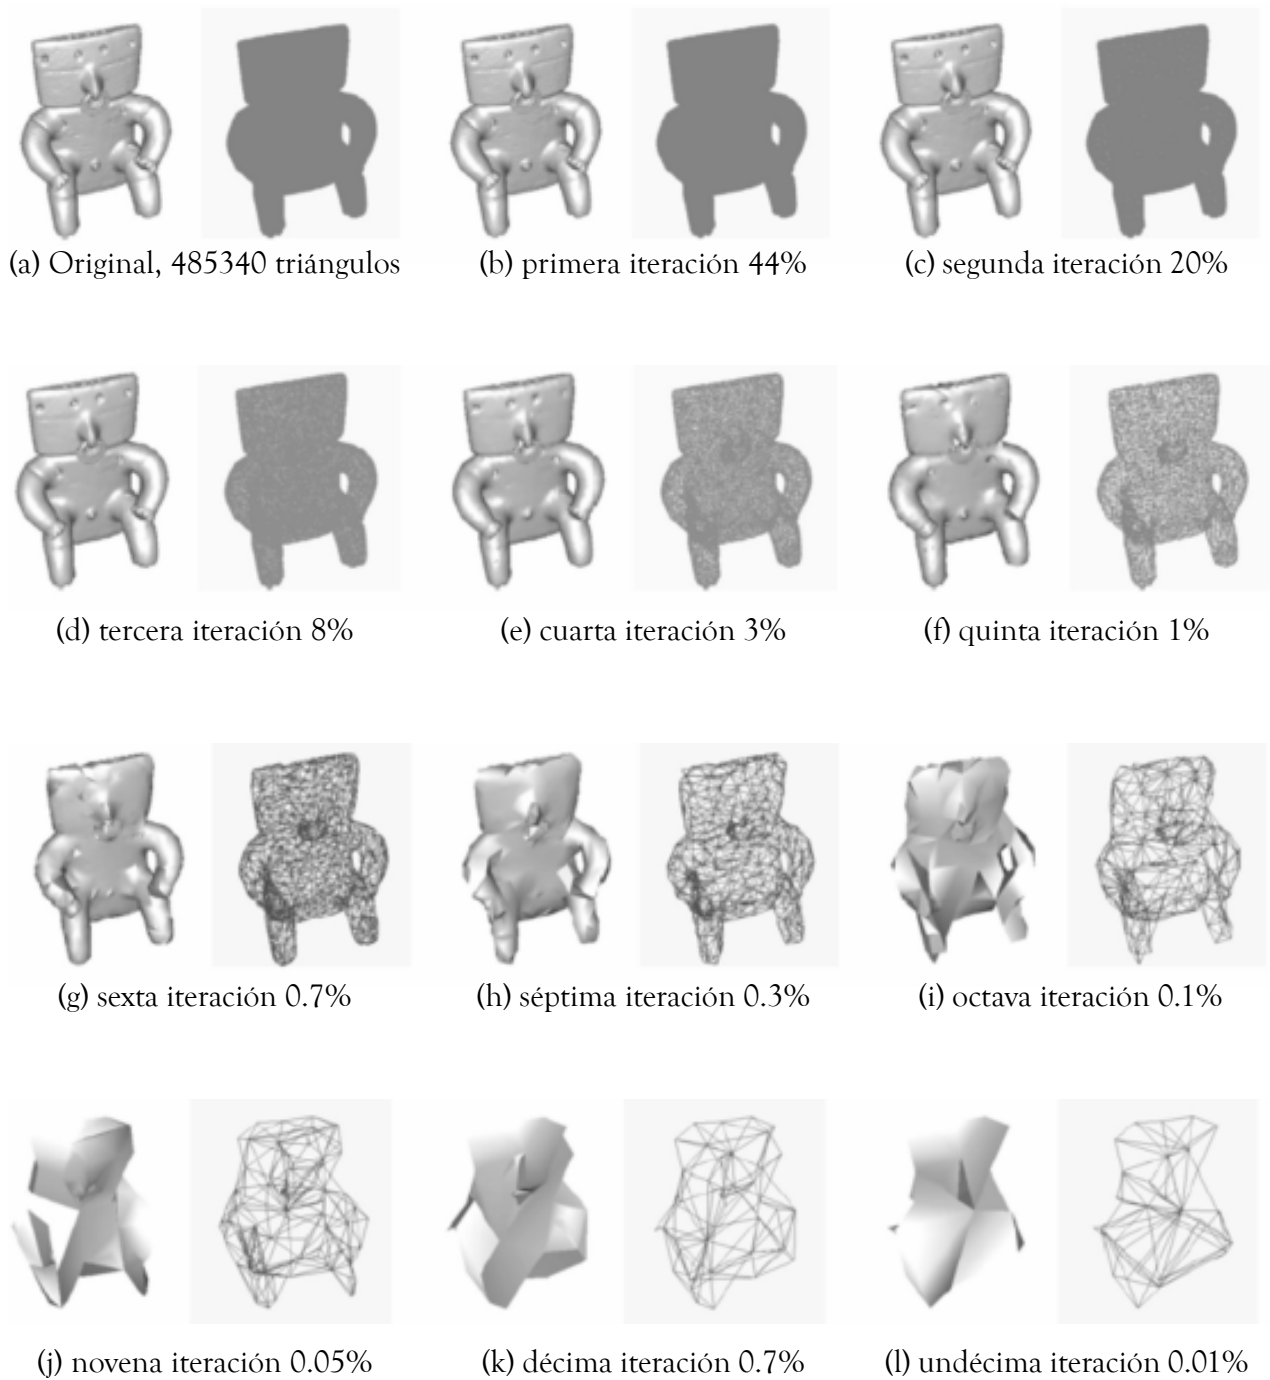 (a) Original, 485340 triángulos
(b) primera iteración 44%
(c) segunda iteración 20%
(d) tercera iteración 8%
(e) cuarta iteración 3%
(f) quinta iteración 1%
(g) sexta iteración 0.7%
(h) séptima iteración 0.3%
(i) octava iteración 0.1%
(j) novena iteración 0.05%
(k) décima iteración 0.7%
(l) undécima iteración 0.01%